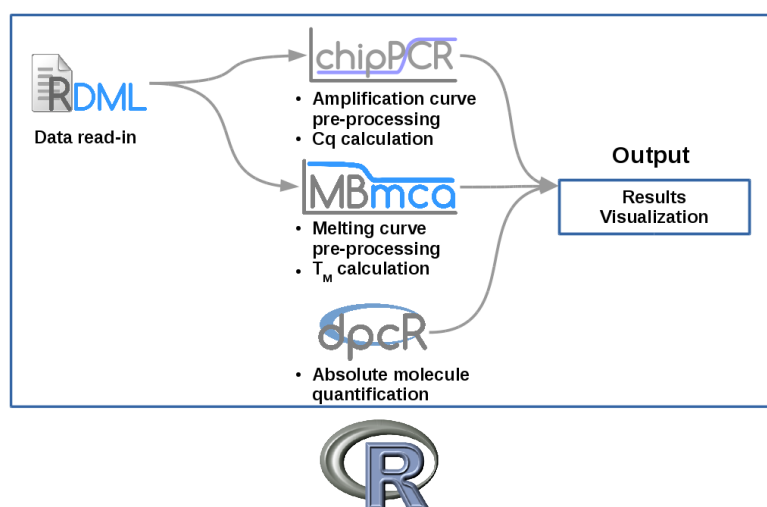 RDML
Data read-in
chipPCR
• Amplification curve
pre-processing
• Cq calculation
MBmca
• Melting curve
pre-processing
• TM calculation
dpcR
• Absolute molecule
quantification
Output
Results
Visualization
R